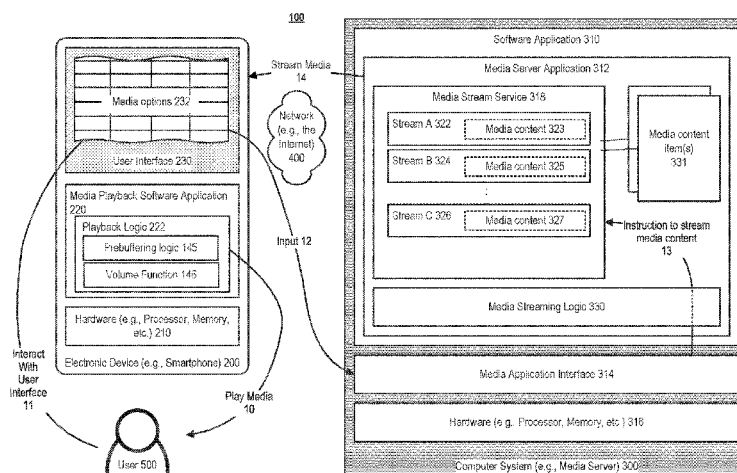 100
Media options 232
User Interface 230
Media Playback Software Application
220
Playback Logic 222
Prebuffering logic 145
Volume Function 146
Hardware (e.g., Processor, Memory,
etc.) 210
Electronic Device (e.g., Smartphone) 200
Interact
With
User
Interface
11
User 500
Play Media
10
Input 12
Stream Media
14
Network
(e.g., the
Internet)
400
Software Application 310
Media Server Application 312
Media Stream Service 318
Stream A 322
Media content 323
Stream B 324
Media content 325
Stream C 326
Media content 327
Media content
item(s)
331
Instruction to stream
media content
13
Media Streaming Logic 330
Media Application Interface 314
Hardware (e.g., Processor, Memory, etc.) 316
Computer System (e.g., Media Server) 300